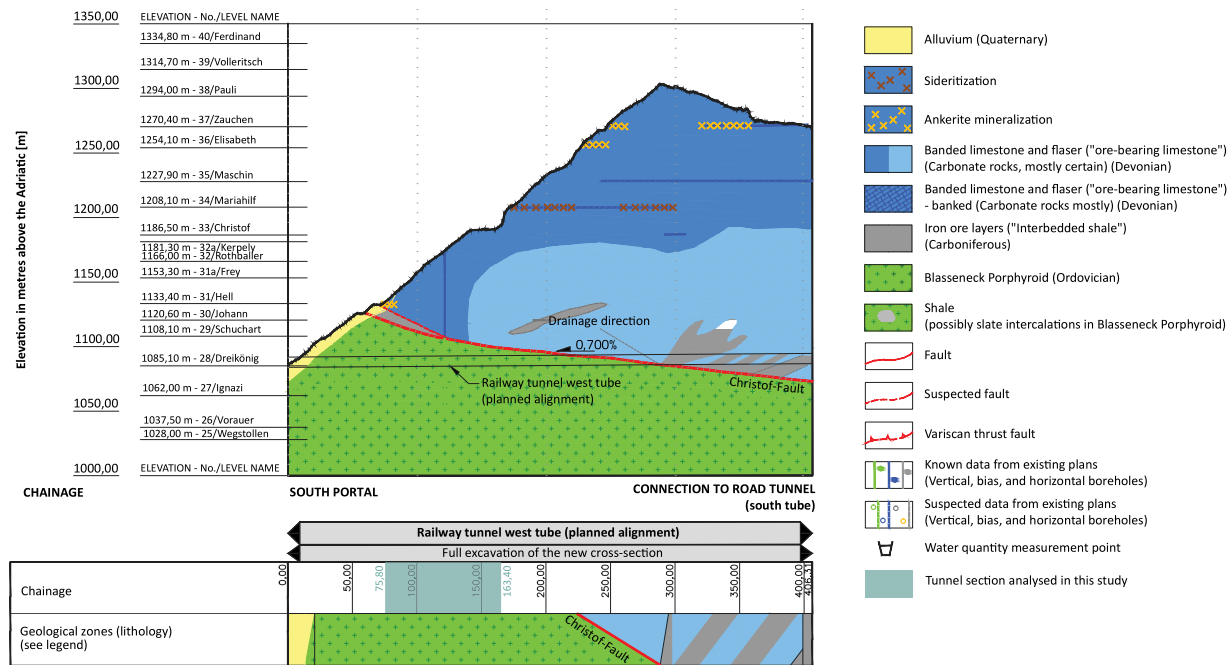 Elevation in metres above the Adriatic [m]
1350,00
1300,00
1250,00
1200,00
1150,00
1100,00
1050,00
1000,00
ELEVATION - No./LEVEL NAME
1334,80 m - 40/Ferdinand
1314,70 m - 39/Volleritsch
1294,00 m - 38/Pauli
1270,40 m - 37/Zauchen
1254,10 m - 36/Elisabeth
1227,90 m - 35/Maschin
1208,10 m - 34/Mariahilf
1186,50 m - 33/Christof
1181,30 m - 32a/Kerpely
1166,00 m - 32/Rothballer
1153,30 m - 31a/Frey
1133,40 m - 31/Hell
1120,60 m - 30/Johann
1108,10 m - 29/Schuchart
1085,10 m - 28/Dreikönig
1062,00 m - 27/Ignazi
1037,50 m - 26/Vorauer
1028,00 m - 25/Wegstollen
ELEVATION - No./LEVEL NAME
Drainage direction
0,700%
Railway tunnel west tube
(planned alignment)
Christof-Fault
CHAINAGE
SOUTH PORTAL
CONNECTION TO ROAD TUNNEL
(south tube)
Railway tunnel west tube (planned alignment)
Full excavation of the new cross-section
Chainage
0,00
50,00
75,80
100,00
150,00
163,40
200,00
250,00
300,00
350,00
400,00
406,31
Geological zones (lithology)
(see legend)
Christof-Fault
Alluvium (Quaternary)
Sideritization
Ankerite mineralization
Banded limestone and flaser ("ore-bearing limestone")
(Carbonate rocks, mostly certain) (Devonian)
Banded limestone and flaser ("ore-bearing limestone")
- banked (Carbonate rocks mostly) (Devonian)
Iron ore layers ("Interbedded shale")
(Carboniferous)
Blasseneck Porphyroid (Ordovician)
Shale
(possibly slate intercalations in Blasseneck Porphyroid)
Fault
Suspected fault
Variscan thrust fault
Known data from existing plans
(Vertical, bias, and horizontal boreholes)
Suspected data from existing plans
(Vertical, bias, and horizontal boreholes)
Water quantity measurement point
Tunnel section analysed in this study